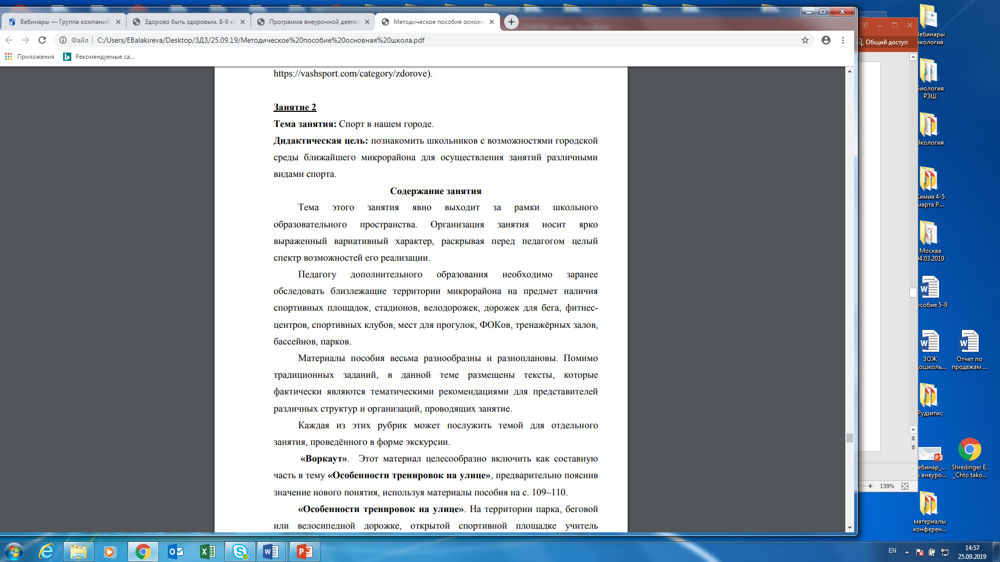 Вебинары — Группа компаний
Здорово быть здоровым. 8-9 кл
Программа внеурочной деятел
Методическое пособие основн
Файл
C:/Users/EBalakireva/Desktop/ЗДЗ/25.09.19/Методическое%20пособие%20основная%20школа.pdf
Приложения
Рекомендуемые са...
https://vashsport.com/category/zdorove).
Занятие 2
Тема занятия: Спорт в нашем городе.
Дидактическая цель: познакомить школьников с возможностями городской
среды ближайшего микрорайона для осуществления занятий различными
видами спорта.
Содержание занятия
Тема этого занятия явно выходит за рамки школьного
образовательного пространства. Организация занятия носит ярко
выраженный вариативный характер, раскрывая перед педагогом целый
спектр возможностей его реализации.
Педагогу дополнительного образования необходимо заранее
обследовать близлежащие территории микрорайона на предмет наличия
спортивных площадок, стадионов, велодорожек, дорожек для бега, фитнес-
центров, спортивных клубов, мест для прогулок, ФОКов, тренажёрных залов,
бассейнов, парков.
Материалы пособия весьма разнообразны и разноплановы. Помимо
традиционных заданий, в данной теме размещены тексты, которые
фактически являются тематическими рекомендациями для представителей
различных структур и организаций, проводящих занятие.
Каждая из этих рубрик может послужить темой для отдельного
занятия, проведённого в форме экскурсии.
«Воркаут». Этот материал целесообразно включить как составную
часть в тему «Особенности тренировок на улице», предварительно пояснив
значение нового понятия, используя материалы пособия на с. 109–110.
«Особенности тренировок на улице». На территории парка, беговой
или велосипедной дорожке, открытой спортивной площадке учитель
Общий доступ
139%
Вебинары
экология
Биология
РЭШ
Экология
Химия 4-5
марта Р...
Москва
04.03.2019
особие 5-9
ЗОЖ
дошколь...
Отчет по
продажам ...
Рудзитис
ебинар_...
о внеуро...
Shredinger E.
_Chto tako...
материалы
конферен...
EN
14:57
25.09.2019